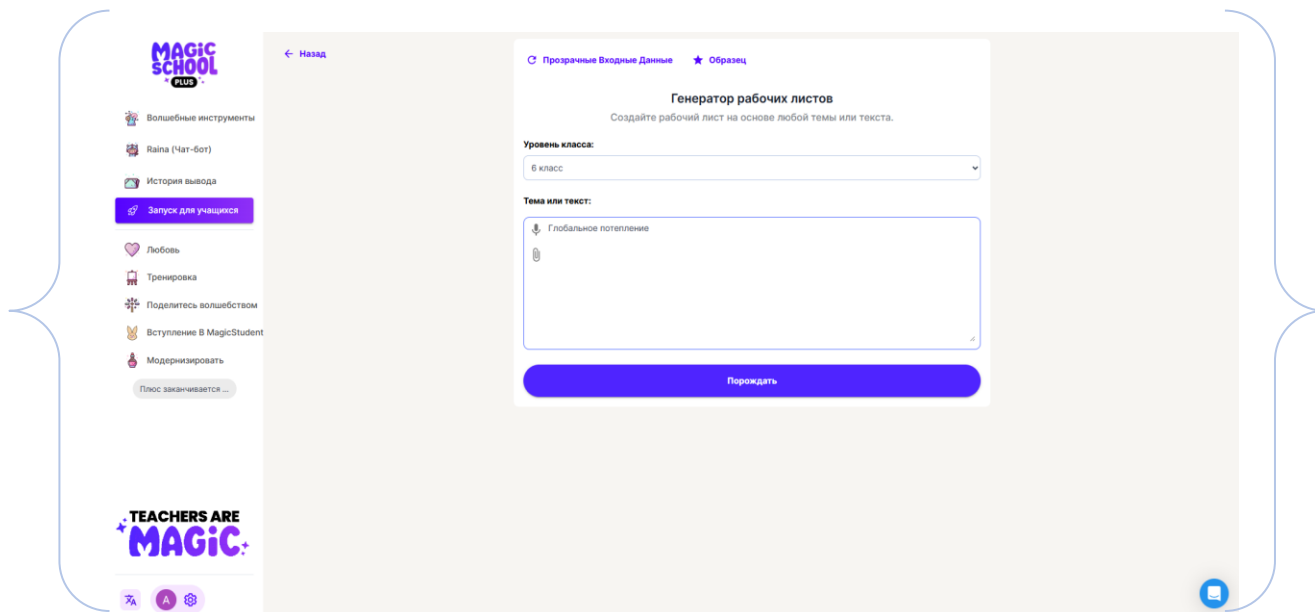 MAGIC
SCHOOL
PLUS
Волшебные инструменты
Raina (Чат-бот)
История вывода
Запуск для учащихся
Любовь
Тренировка
Поделитесь волшебством
Вступление В MagicStudent
Модернизировать
Плюс заканчивается ...
TEACHERS ARE
MAGIC
A
Назад
Прозрачные Входные Данные Образец
Генератор рабочих листов
Создайте рабочий лист на основе любой темы или текста.
Уровень класса:
6 класс
Тема или текст:
Глобальное потепление
Порождать